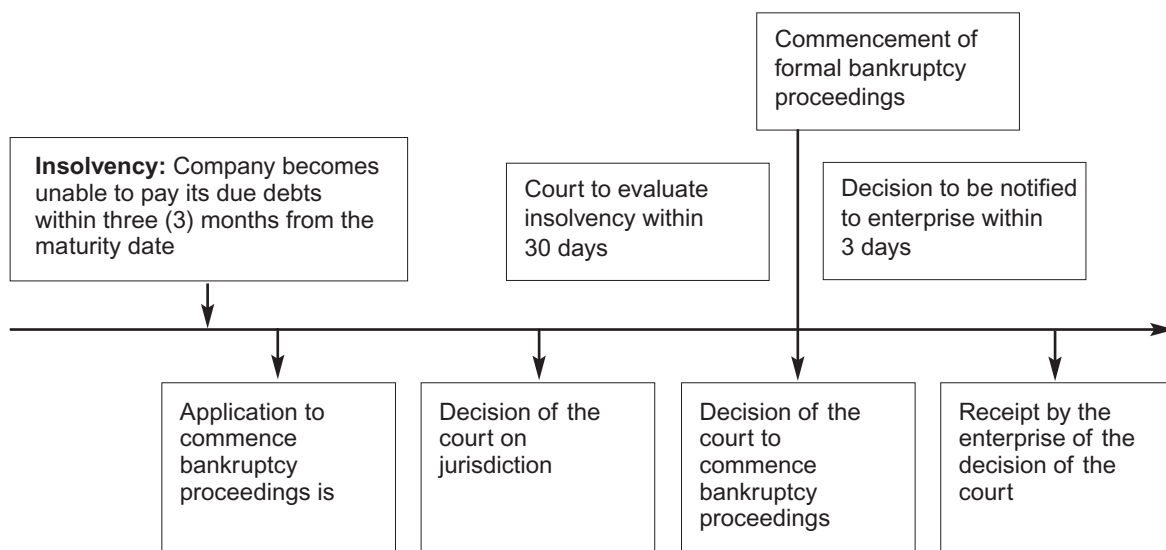 Commencement of
formal bankruptcy
proceedings
Insolvency: Company becomes
unable to pay its due debts
within three (3) months from the
maturity date
Court to evaluate
insolvency within
30 days
Decision to be notified
to enterprise within
3 days
Application to
commence
bankruptcy
proceedings is
Decision of the
court on
jurisdiction
Decision of the
court to
commence
bankruptcy
proceedings
Receipt by the
enterprise of the
decision of the
court